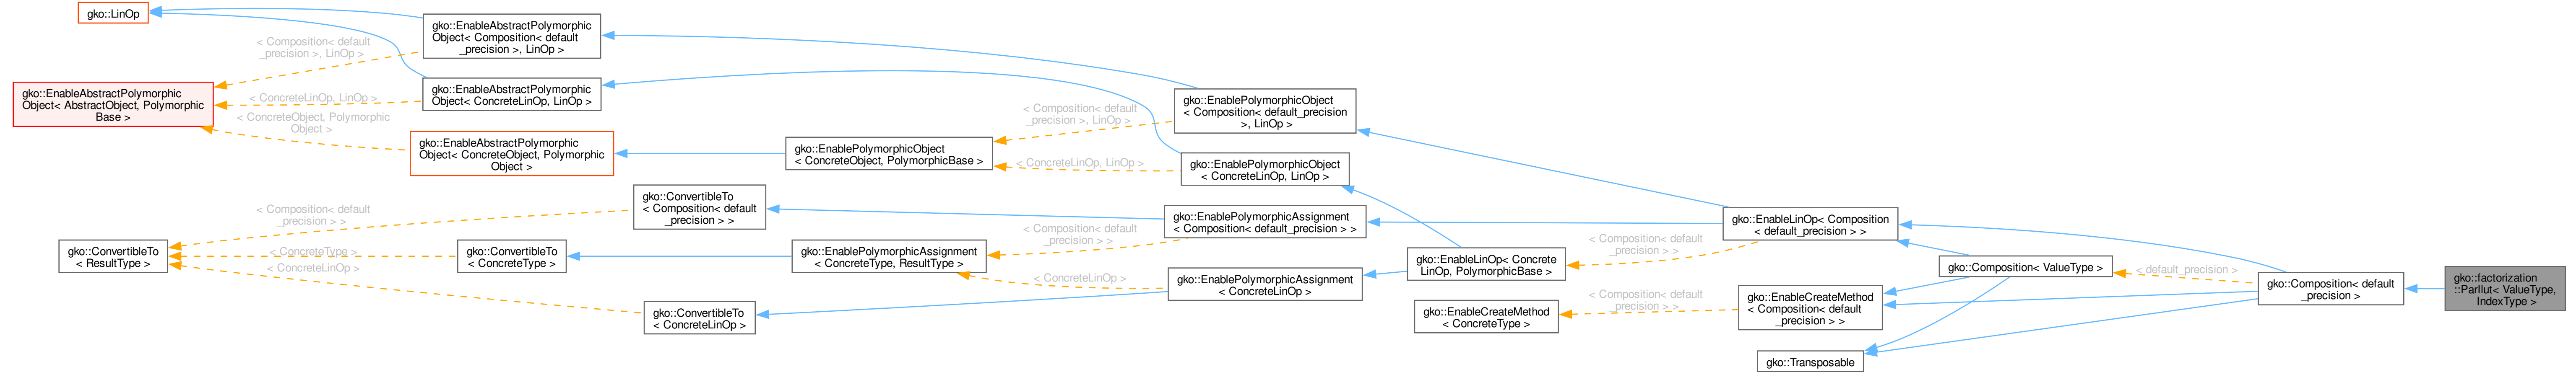 gko::LinOp
gko::EnableAbstractPolymorphic
Object< Composition< default
_precision >, LinOp >
< Composition< default
_precision >, LinOp >
gko::EnableAbstractPolymorphic
Object< AbstractObject, Polymorphic
Base >
< ConcreteLinOp, LinOp >
gko::EnableAbstractPolymorphic
Object< ConcreteLinOp, LinOp >
< ConcreteObject, Polymorphic
Object >
gko::EnableAbstractPolymorphic
Object< ConcreteObject, Polymorphic
Object >
gko::EnablePolymorphicObject
< ConcreteObject, PolymorphicBase >
< Composition< default
_precision >, LinOp >
< ConcreteLinOp, LinOp >
gko::EnablePolymorphicObject
< Composition< default_precision
>, LinOp >
gko::EnablePolymorphicObject
< ConcreteLinOp, LinOp >
gko::ConvertibleTo
< Composition< default
_precision > >
< Composition< default
_precision > >
gko::ConvertibleTo
< ResultType >
< ConcreteType >
< ConcreteLinOp >
gko::ConvertibleTo
< ConcreteType >
gko::ConvertibleTo
< ConcreteLinOp >
gko::EnablePolymorphicAssignment
< ConcreteType, ResultType >
< Composition< default
_precision > >
< ConcreteLinOp >
gko::EnablePolymorphicAssignment
< Composition< default_precision > >
gko::EnablePolymorphicAssignment
< ConcreteLinOp >
gko::EnableLinOp< Concrete
LinOp, PolymorphicBase >
< Composition< default
_precision > >
gko::EnableCreateMethod
< ConcreteType >
< Composition< default
_precision > >
gko::EnableLinOp< Composition
< default_precision > >
gko::EnableCreateMethod
< Composition< default
_precision > >
gko::Transposable
gko::Composition< ValueType >
< default_precision >
gko::Composition< default
_precision >
gko::factorization
::ParIlut< ValueType,
IndexType >